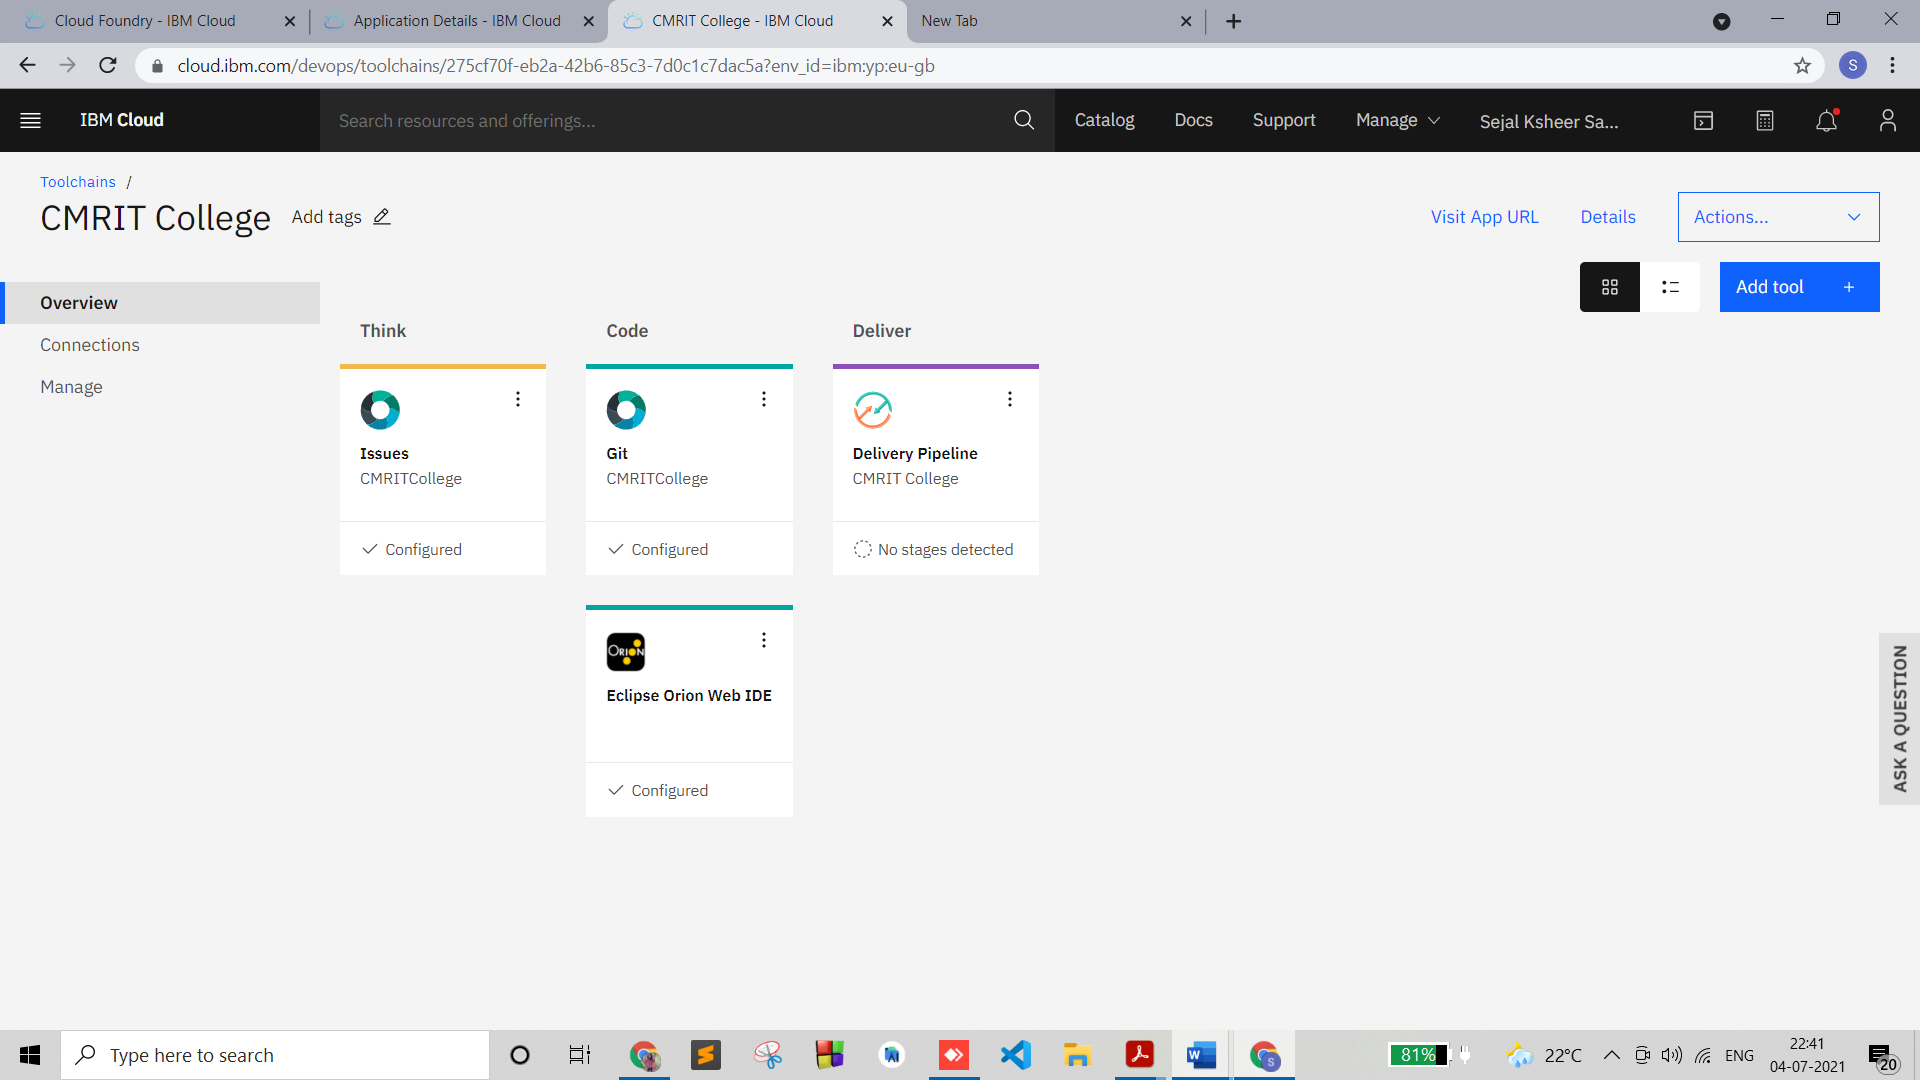 Cloud Foundry - IBM Cloud
Application Details - IBM Cloud
CMRIT College - IBM Cloud
New Tab
cloud.ibm.com/devops/toolchains/275cf70f-eb2a-42b6-85c3-7d0c1c7dac5a?env_id=ibm:yp:eu-gb
S
IBM Cloud
Search resources and offerings...
Catalog
Docs
Support
Manage
Sejal Ksheer Sa...
Toolchains /
CMRIT College
Add tags
Visit App URL
Details
Actions...
Add tool
Overview
Connections
Manage
Think
Code
Deliver
Issues
CMRITCollege
Configured
Git
CMRITCollege
Configured
Delivery Pipeline
CMRIT College
No stages detected
ORION
Eclipse Orion Web IDE
Configured
ASK A QUESTION
Type here to search
81%
22°C
ENG
22:41
04-07-2021
20